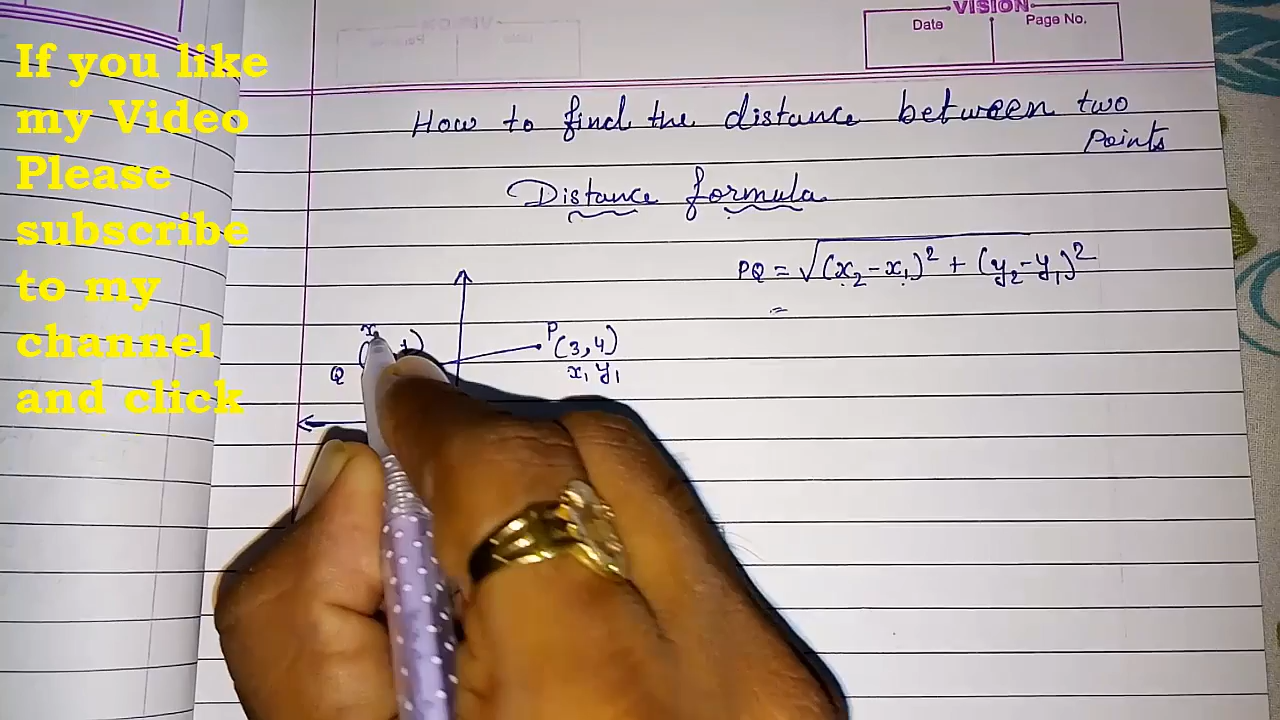 VISION
Date
Page No.
If you like
my Video
Please
subscribe
to my
channel
and click
How to find the distance between two
Points
Distance formula
PQ = √(x₂-x₁)² + (y₂-y₁)²
=
P(3,4)
x₁ y₁
Q